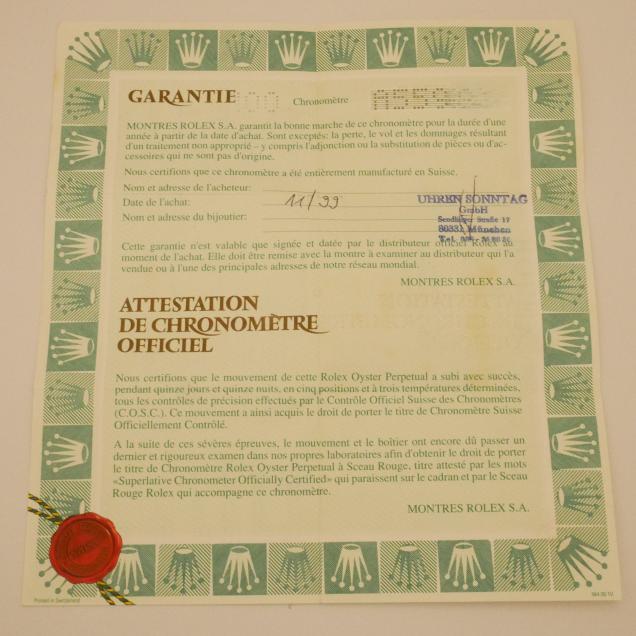 GARANTIE
Chronomètre
MONTRES ROLEX S.A. garantit la bonne marche de ce chronomètre pour la durée d'une
année à partir de la date d'achat. Sont exceptés: la perte, le vol et les dommages résultant
d'un traitement non approprié – y compris l'adjonction ou la substitution de pièces ou d'ac-
cessoires qui ne sont pas d'origine.
Nous certifions que ce chronomètre a été entièrement manufacturé en Suisse.
Nom et adresse de l'acheteur:
Date de l'achat: 11/99
Nom et adresse du bijoutier:
UHREN SONNTAG
GmbH
Sendlinger Straße 17
80331 München
Tel.
Cette garantie n'est valable que signée et datée par le distributeur officiel Rolex au
moment de l'achat. Elle doit être remise avec la montre à examiner au distributeur qui l'a
vendue ou à l'une des principales adresses de notre réseau mondial.
MONTRES ROLEX S.A.
ATTESTATION
DE CHRONOMÈTRE
OFFICIEL
Nous certifions que le mouvement de cette Rolex Oyster Perpetual a subi avec succès,
pendant quinze jours et quinze nuits, en cinq positions et à trois températures déterminées,
tous les contrôles de précision effectués par le Contrôle Officiel Suisse des Chronomètres
(C.O.S.C.). Ce mouvement a ainsi acquis le droit de porter le titre de Chronomètre Suisse
Officiellement Contrôlé.
A la suite de ces sévères épreuves, le mouvement et le boîtier ont encore dû passer un
dernier et rigoureux examen dans nos propres laboratoires afin d'obtenir le droit de porter
le titre de Chronomètre Rolex Oyster Perpetual à Sceau Rouge, titre attesté par les mots
«Superlative Chronometer Officially Certified» qui paraissent sur le cadran et par le Sceau
Rouge Rolex qui accompagne ce chronomètre.
MONTRES ROLEX S.A.
Printed in Switzerland